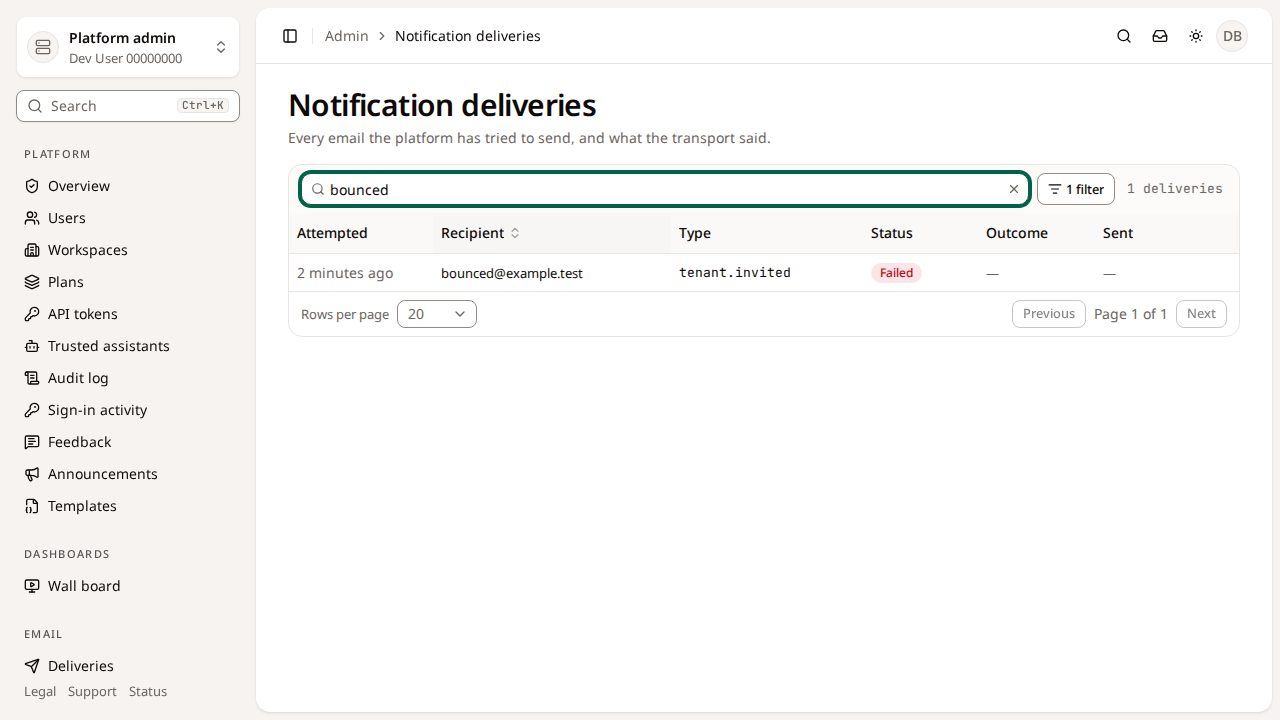 Platform admin
Dev User 00000000
Search Ctrl+K
PLATFORM
Overview
Users
Workspaces
Plans
API tokens
Trusted assistants
Audit log
Sign-in activity
Feedback
Announcements
Templates
DASHBOARDS
Wall board
EMAIL
Deliveries
Legal Support Status
Admin Notification deliveries
DB
Notification deliveries
Every email the platform has tried to send, and what the transport said.
bounced 1 filter 1 deliveries
Attempted Recipient Type Status Outcome Sent
2 minutes ago bounced@example.test tenant.invited Failed — —
Rows per page 20 Previous Page 1 of 1 Next